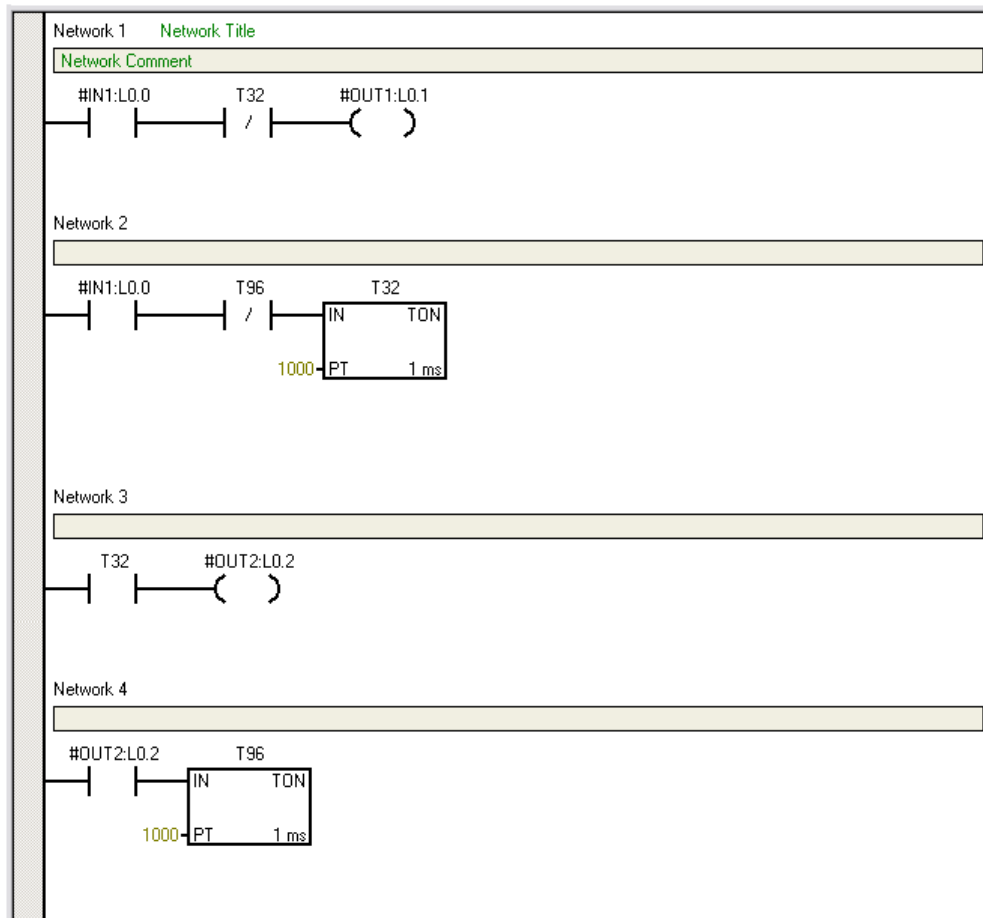 Network 1 Network Title
Network Comment
#IN1:L0.0 T32 #OUT1:L0.1
/
Network 2
#IN1:L0.0 T96 T32
/ IN TON
1000 PT 1 ms
Network 3
T32 #OUT2:L0.2
Network 4
#OUT2:L0.2 T96
IN TON
1000 PT 1 ms